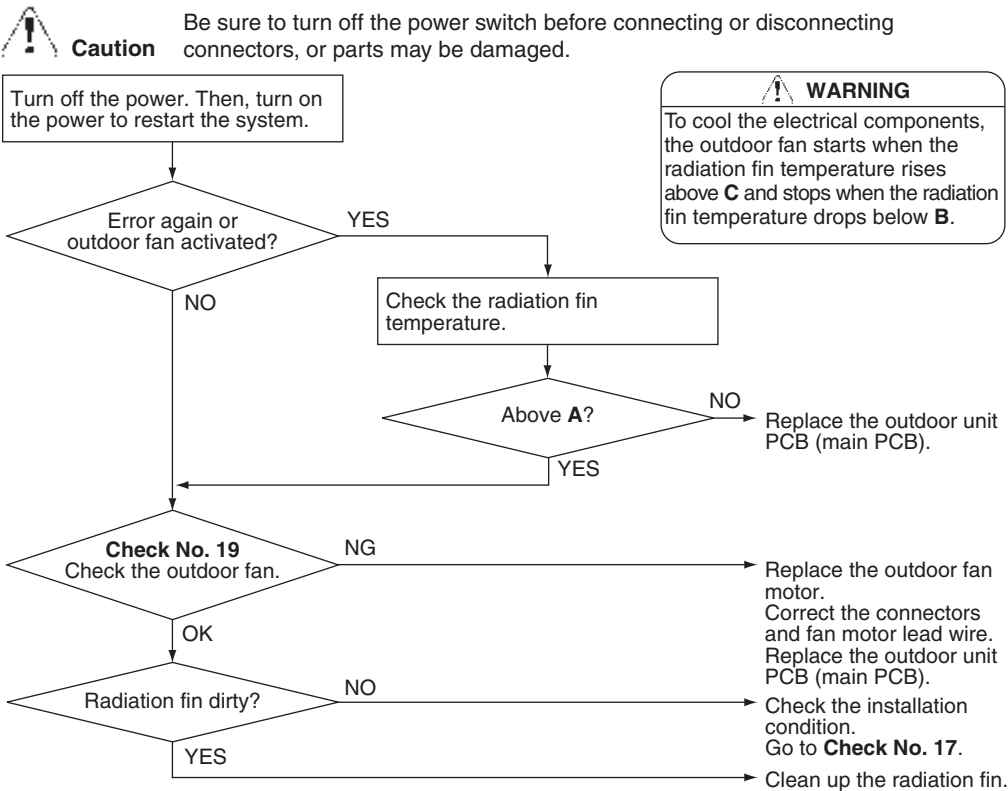 Be sure to turn off the power switch before connecting or disconnecting
Caution connectors, or parts may be damaged.
Turn off the power. Then, turn on
the power to restart the system.
WARNING
To cool the electrical components,
the outdoor fan starts when the
radiation fin temperature rises
above C and stops when the radiation
fin temperature drops below B.
Error again or
outdoor fan activated?
YES
NO
Check the radiation fin
temperature.
Above A?
NO
Replace the outdoor unit
PCB (main PCB).
YES
Check No. 19
Check the outdoor fan.
NG
Replace the outdoor fan
motor.
Correct the connectors
and fan motor lead wire.
Replace the outdoor unit
PCB (main PCB).
OK
Radiation fin dirty?
NO
Check the installation
condition.
Go to Check No. 17.
YES
Clean up the radiation fin.